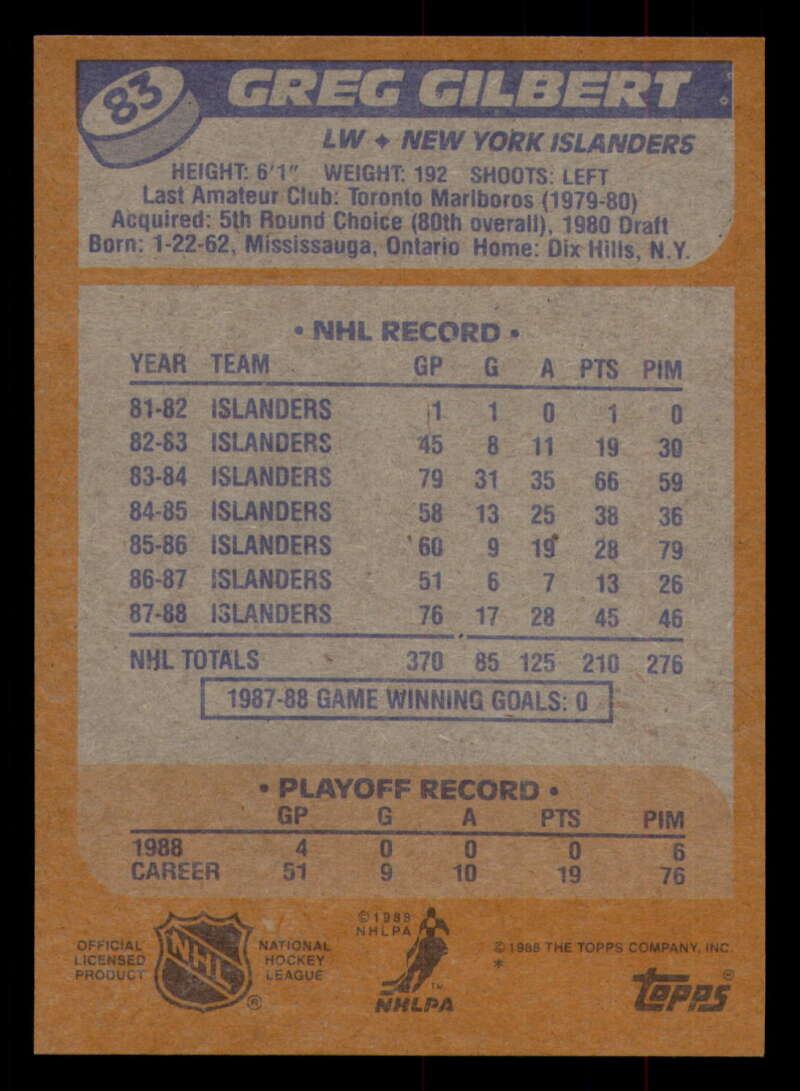 83 GREG GILBERT
LW ♦ NEW YORK ISLANDERS
HEIGHT: 6'1" WEIGHT: 192 SHOOTS: LEFT
Last Amateur Club: Toronto Marlboros (1979-80)
Acquired: 5th Round Choice (80th overall), 1980 Draft
Born: 1-22-62, Mississauga, Ontario Home: Dix Hills, N.Y.
• NHL RECORD •
YEAR TEAM GP G A PTS PIM
81-82 ISLANDERS 1 1 0 1 0
82-83 ISLANDERS 45 8 11 19 30
83-84 ISLANDERS 79 31 35 66 59
84-85 ISLANDERS 58 13 25 38 36
85-86 ISLANDERS 60 9 19 28 79
86-87 ISLANDERS 51 6 7 13 26
87-88 ISLANDERS 76 17 28 45 46
NHL TOTALS 370 85 125 210 276
1987-88 GAME WINNING GOALS: 0
• PLAYOFF RECORD •
GP G A PTS PIM
1988 4 0 0 0 6
CAREER 51 9 10 19 76
OFFICIAL
LICENSED
PRODUCT
NHL
®
NATIONAL
HOCKEY
LEAGUE
©1988
NHLPA
TM
NHLPA
©1988 THE TOPPS COMPANY, INC.
*
topps®